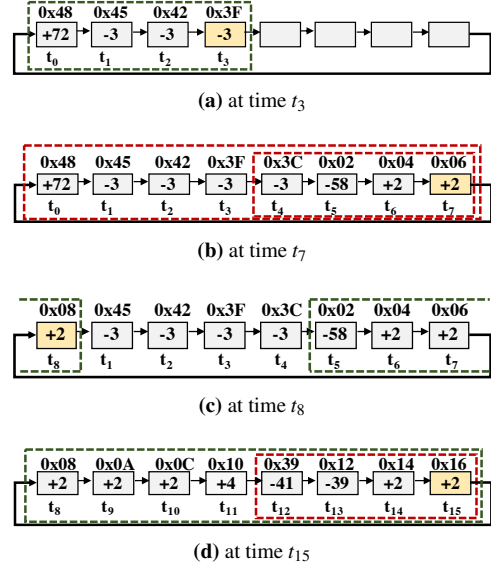 0x48 0x45 0x42 0x3F
+72 -3 -3 -3
t₀ t₁ t₂ t₃
(a) at time t₃
0x48 0x45 0x42 0x3F 0x3C 0x02 0x04 0x06
+72 -3 -3 -3 -3 -58 +2 +2
t₀ t₁ t₂ t₃ t₄ t₅ t₆ t₇
(b) at time t₇
0x08 0x45 0x42 0x3F 0x3C 0x02 0x04 0x06
+2 -3 -3 -3 -3 -58 +2 +2
t₈ t₁ t₂ t₃ t₄ t₅ t₆ t₇
(c) at time t₈
0x08 0x0A 0x0C 0x10 0x39 0x12 0x14 0x16
+2 +2 +2 +4 -41 -39 +2 +2
t₈ t₉ t₁₀ t₁₁ t₁₂ t₁₃ t₁₄ t₁₅
(d) at time t₁₅